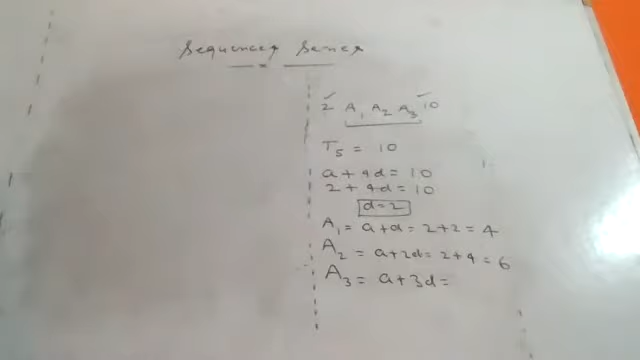 Sequences Series
2 A₁ A₂ A₃ 10
T₅ = 10
a + 4d = 10
2 + 4d = 10
d = 2
A₁ = a + d = 2 + 2 = 4
A₂ = a + 2d = 2 + 4 = 6
A₃ = a + 3d =